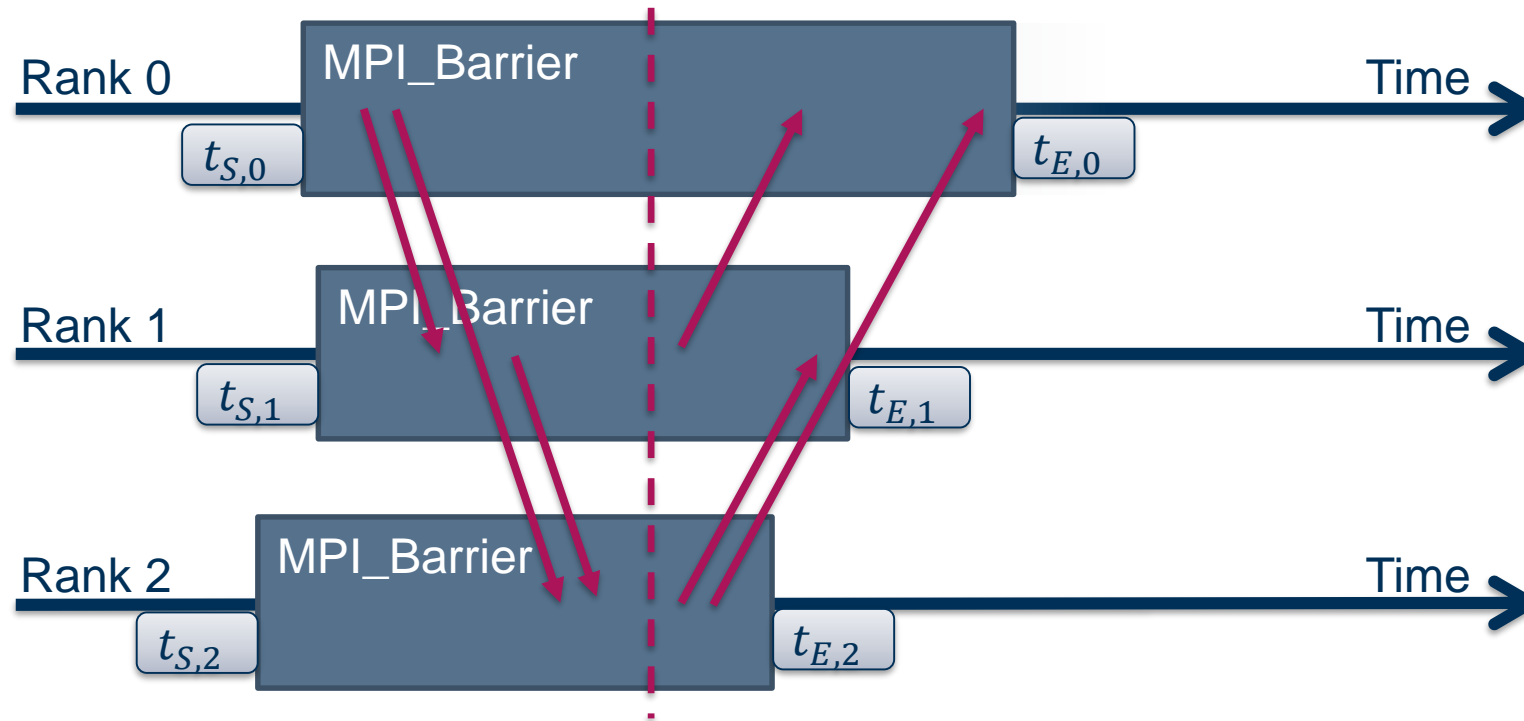 MPI_Barrier
Rank 0
Time
t_{S,0}
t_{E,0}
MPI_Barrier
Rank 1
Time
t_{S,1}
t_{E,1}
MPI_Barrier
Rank 2
Time
t_{S,2}
t_{E,2}